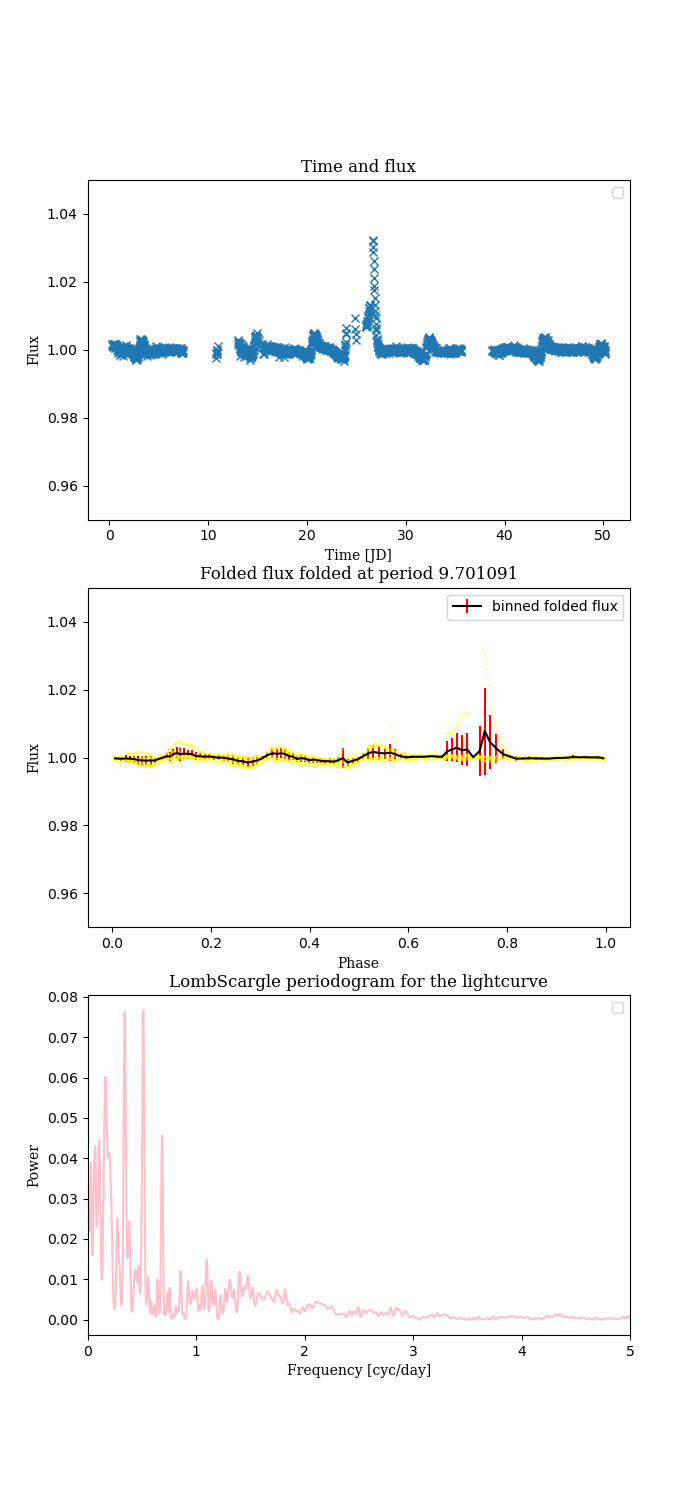 Time and flux
1.04
1.02
1.00
0.98
0.96
Flux
0 10 20 30 40 50
Time [JD]
Folded flux folded at period 9.701091
binned folded flux
1.04
1.02
1.00
0.98
0.96
Flux
0.0 0.2 0.4 0.6 0.8 1.0
Phase
LombScargle periodogram for the lightcurve
0.08
0.07
0.06
0.05
0.04
0.03
0.02
0.01
0.00
Power
0 1 2 3 4 5
Frequency [cyc/day]